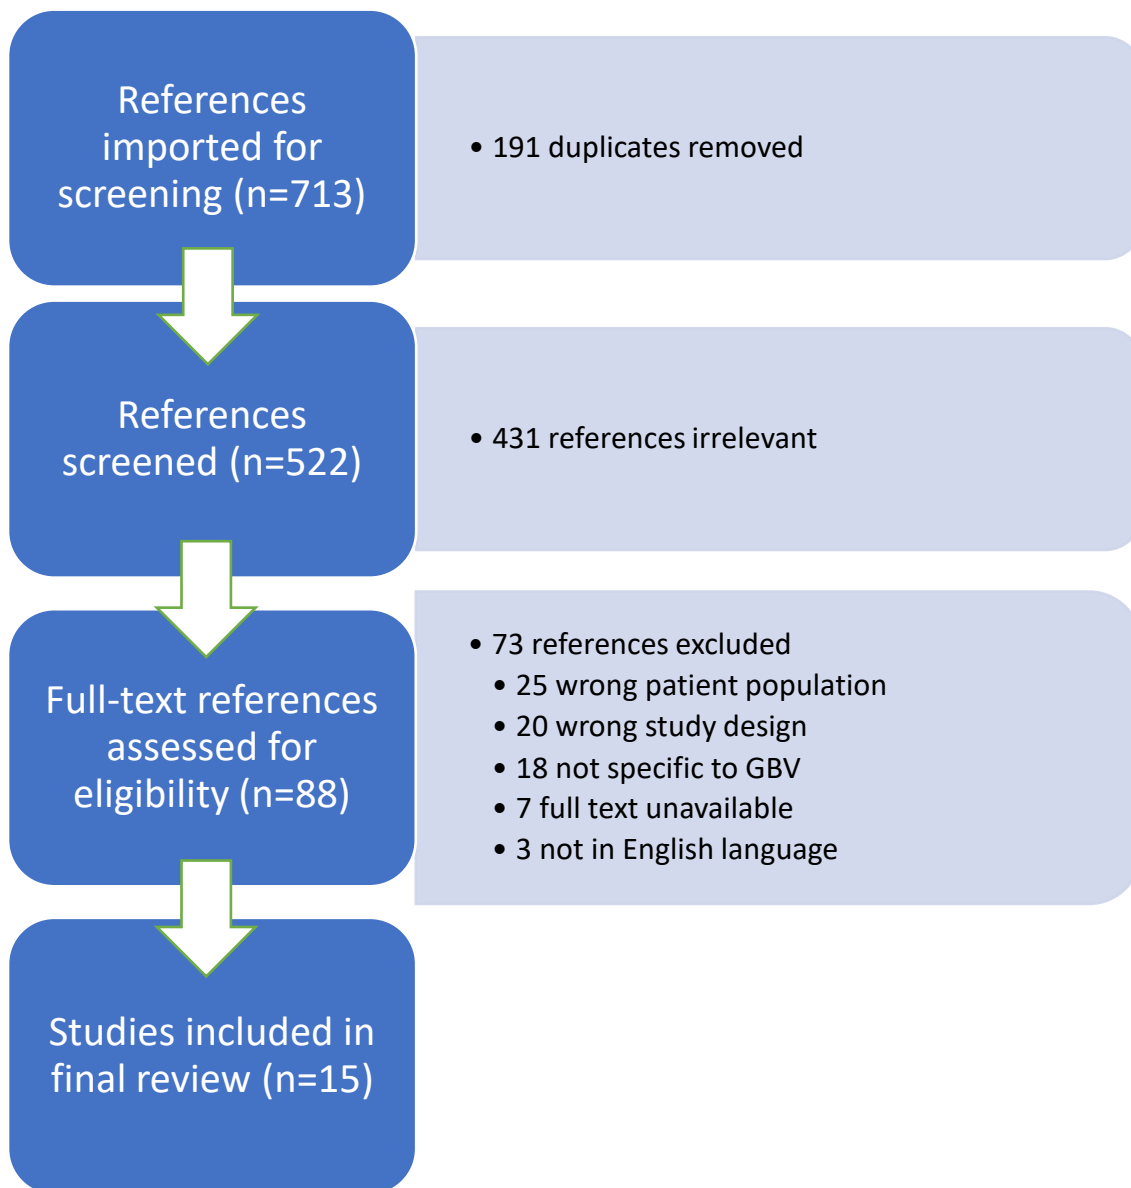 References
imported for
screening (n=713)
• 191 duplicates removed
References
screened (n=522)
• 431 references irrelevant
Full-text references
assessed for
eligibility (n=88)
• 73 references excluded
• 25 wrong patient population
• 20 wrong study design
• 18 not specific to GBV
• 7 full text unavailable
• 3 not in English language
Studies included in
final review (n=15)